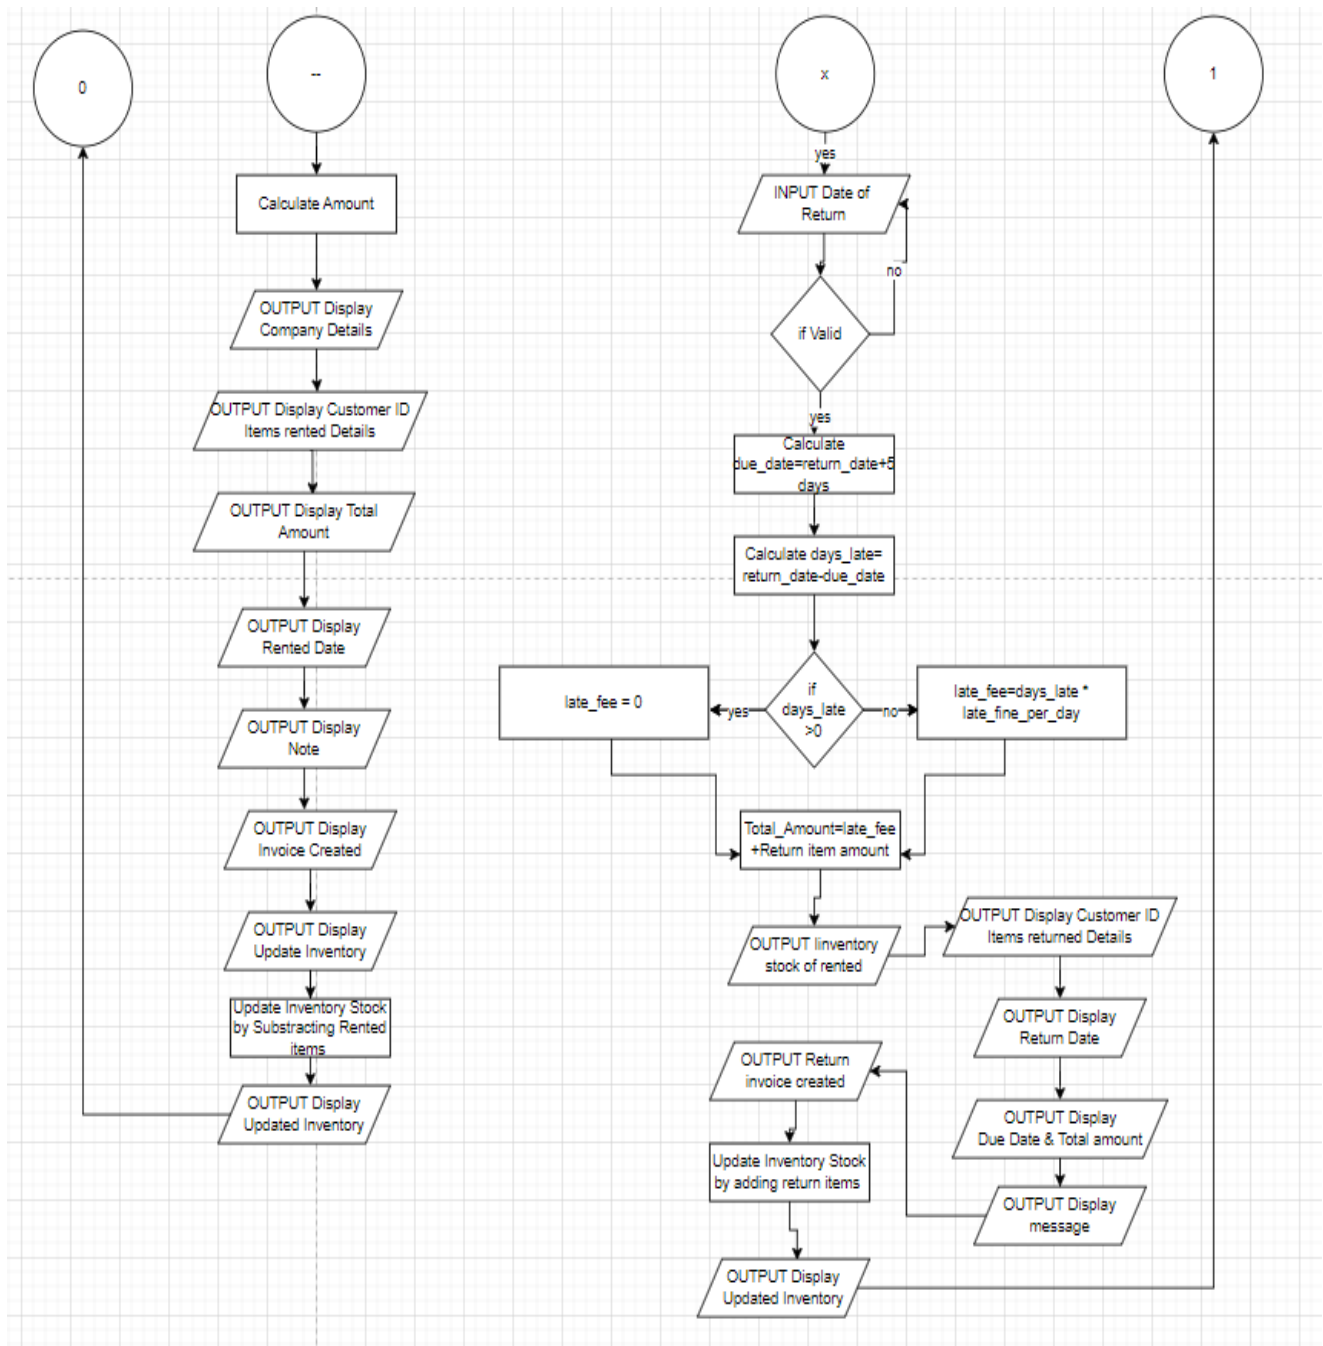 0
--
x
1
yes
Calculate Amount
INPUT Date of
Return
no
OUTPUT Display
Company Details
if Valid
OUTPUT Display Customer ID
Items rented Details
yes
Calculate
due_date=return_date+5
days
OUTPUT Display Total
Amount
Calculate days_late=
return_date-due_date
OUTPUT Display
Rented Date
late_fee = 0
yes
if
days_late
>0
no
late_fee=days_late *
late_fine_per_day
OUTPUT Display
Note
OUTPUT Display
Invoice Created
Total_Amount=late_fee
+Return item amount
OUTPUT Display
Update Inventory
OUTPUT Iinventory
stock of rented
OUTPUT Display Customer ID
Items returned Details
Update Inventory Stock
by Substracting Rented
items
OUTPUT Display
Return Date
OUTPUT Return
invoice created
OUTPUT Display
Updated Inventory
OUTPUT Display
Due Date & Total amount
Update Inventory Stock
by adding return items
OUTPUT Display
message
OUTPUT Display
Updated Inventory